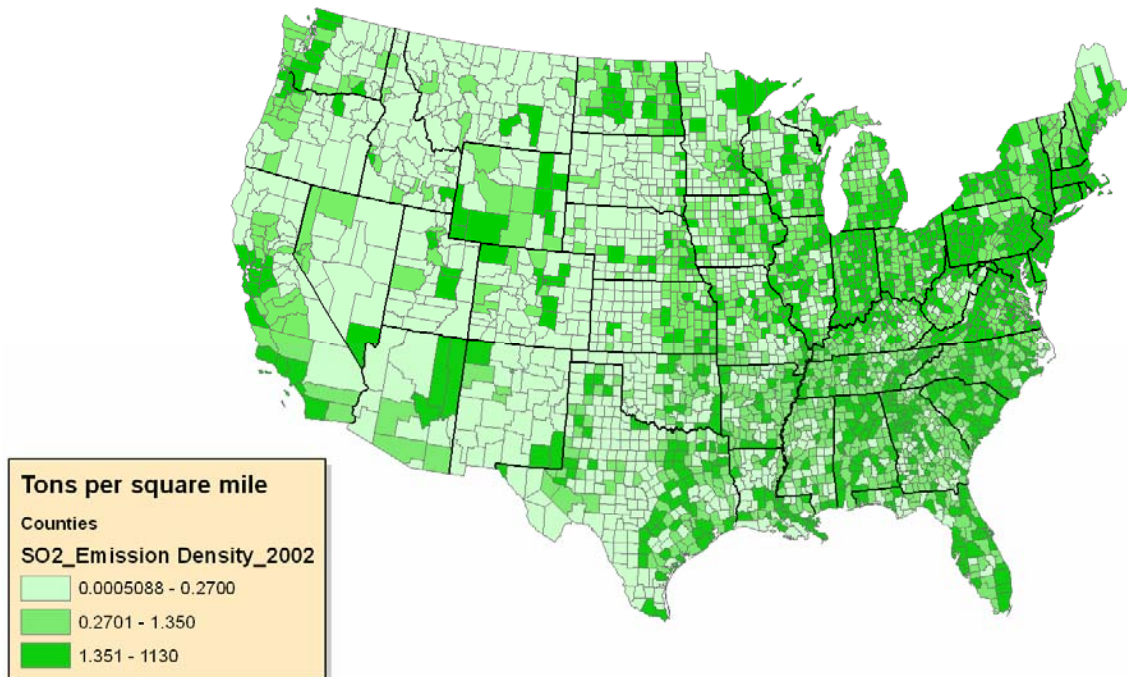 Tons per square mile
Counties
SO2_Emission Density_2002
0.0005088 - 0.2700
0.2701 - 1.350
1.351 - 1130